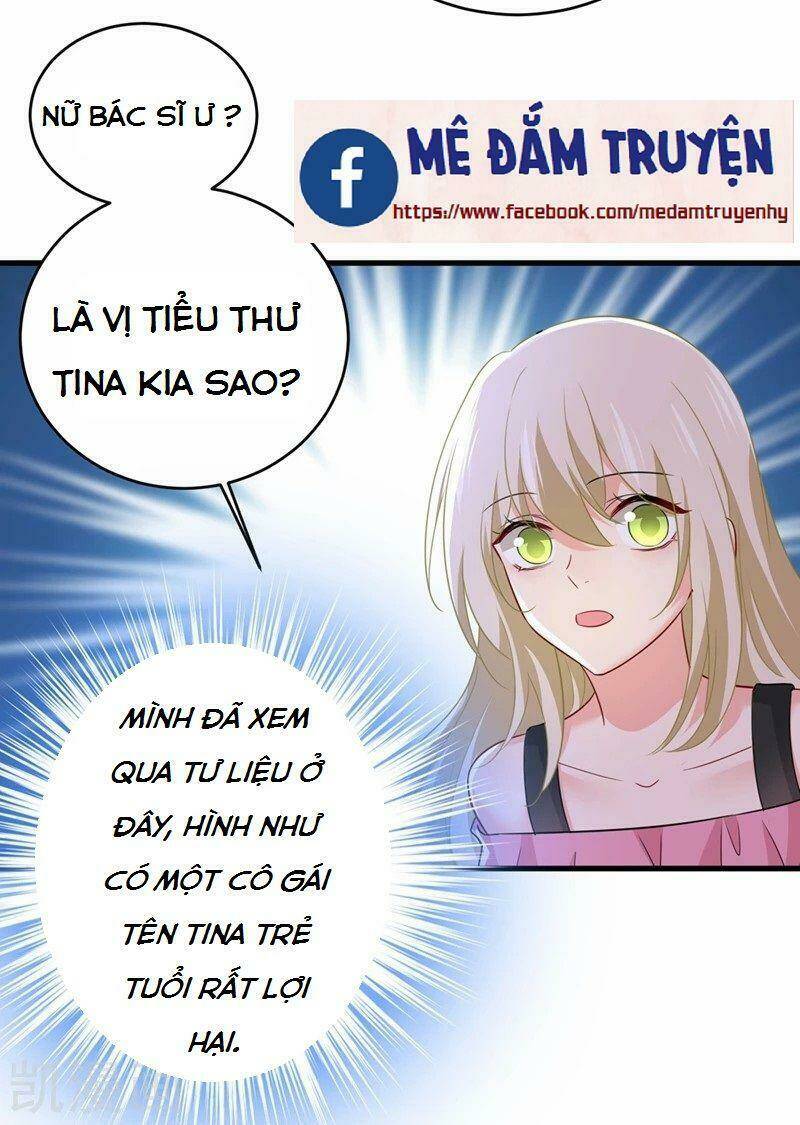 NỮ BÁC SĨ Ư ?
MÊ ĐẮM TRUYỆN
https://www.facebook.com/medamtruyenhy
LÀ VỊ TIỂU THƯ
TINA KIA SAO?
MÌNH ĐÃ XEM
QUA TƯ LIỆU Ở
ĐÂY, HÌNH NHƯ
CÓ MỘT CÔ GÁI
TÊN TINA TRẺ
TUỔI RẤT LỢI
HẠI.